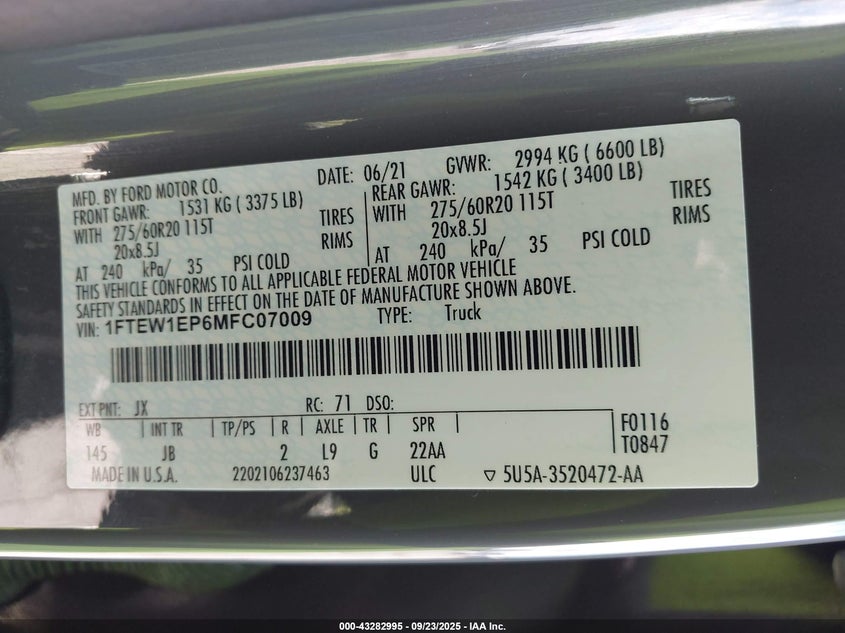 MFD. BY FORD MOTOR CO.
DATE: 06/21 GVWR: 2994 KG ( 6600 LB)
FRONT GAWR: 1531 KG ( 3375 LB)
WITH 275/60R20 115T TIRES
20x8.5J RIMS
AT 240 kPa/ 35 PSI COLD
REAR GAWR: 1542 KG ( 3400 LB)
WITH 275/60R20 115T TIRES
20x8.5J RIMS
AT 240 kPa/ 35 PSI COLD
THIS VEHICLE CONFORMS TO ALL APPLICABLE FEDERAL MOTOR VEHICLE
SAFETY STANDARDS IN EFFECT ON THE DATE OF MANUFACTURE SHOWN ABOVE.
VIN: 1FTEW1EP6MFC07009 TYPE: Truck
EXT PNT: JX RC: 71 DSO:
WB INT TR TP/PS R AXLE TR SPR F0116
145 JB 2 L9 G 22AA T0847
MADE IN U.S.A. 2202106237463 ULC ▽ 5U5A-3520472-AA
000-43282995 - 09/23/2025 - IAA Inc.